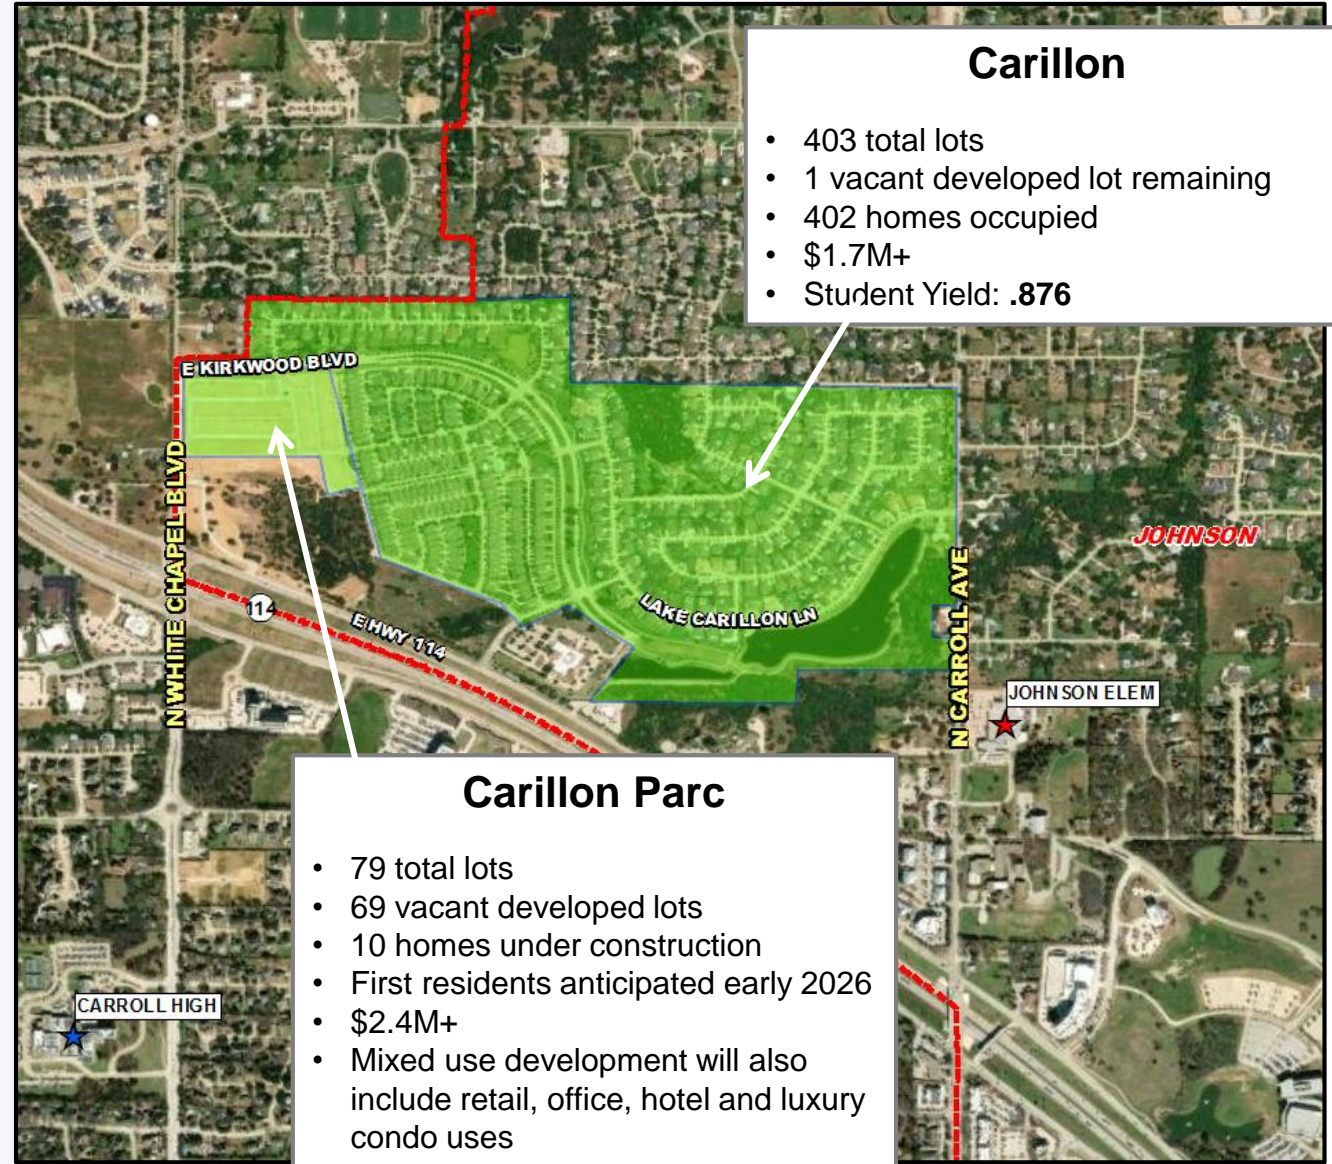 Carillon
• 403 total lots
• 1 vacant developed lot remaining
• 402 homes occupied
• $1.7M+
• Student Yield: .876
E KIRKWOOD BLVD
N WHITE CHAPEL BLVD
114
E HWY 114
LAKE CARILLON LN
N CARROLL AVE
JOHNSON
JOHNSON ELEM
Carillon Parc
• 79 total lots
• 69 vacant developed lots
• 10 homes under construction
• First residents anticipated early 2026
• $2.4M+
• Mixed use development will also
include retail, office, hotel and luxury
condo uses
CARROLL HIGH